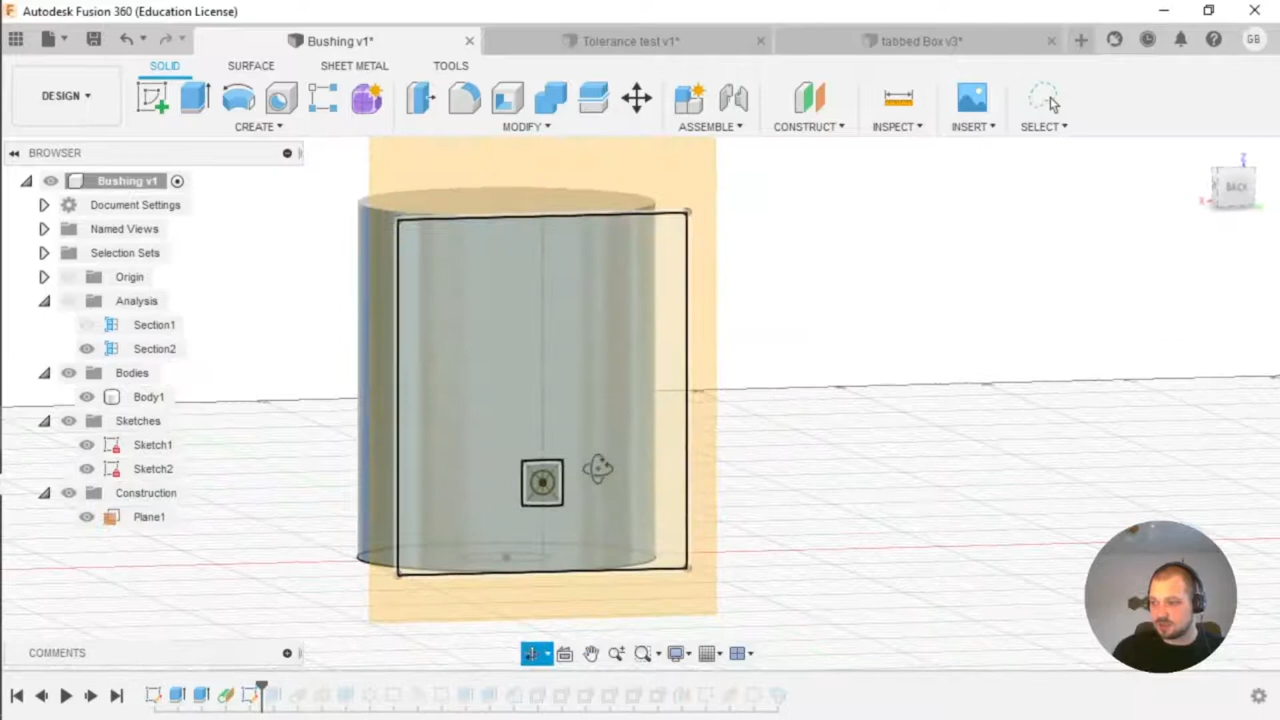 Autodesk Fusion 360 (Education License)
Bushing v1*
Tolerance test v1*
tabbed Box v3*
GB
DESIGN
SOLID
SURFACE
SHEET METAL
TOOLS
CREATE
MODIFY
ASSEMBLE
CONSTRUCT
INSPECT
INSERT
SELECT
BROWSER
Bushing v1
Document Settings
Named Views
Selection Sets
Origin
Analysis
Section1
Section2
Bodies
Body1
Sketches
Sketch1
Sketch2
Construction
Plane1
Z
BACK
X
COMMENTS